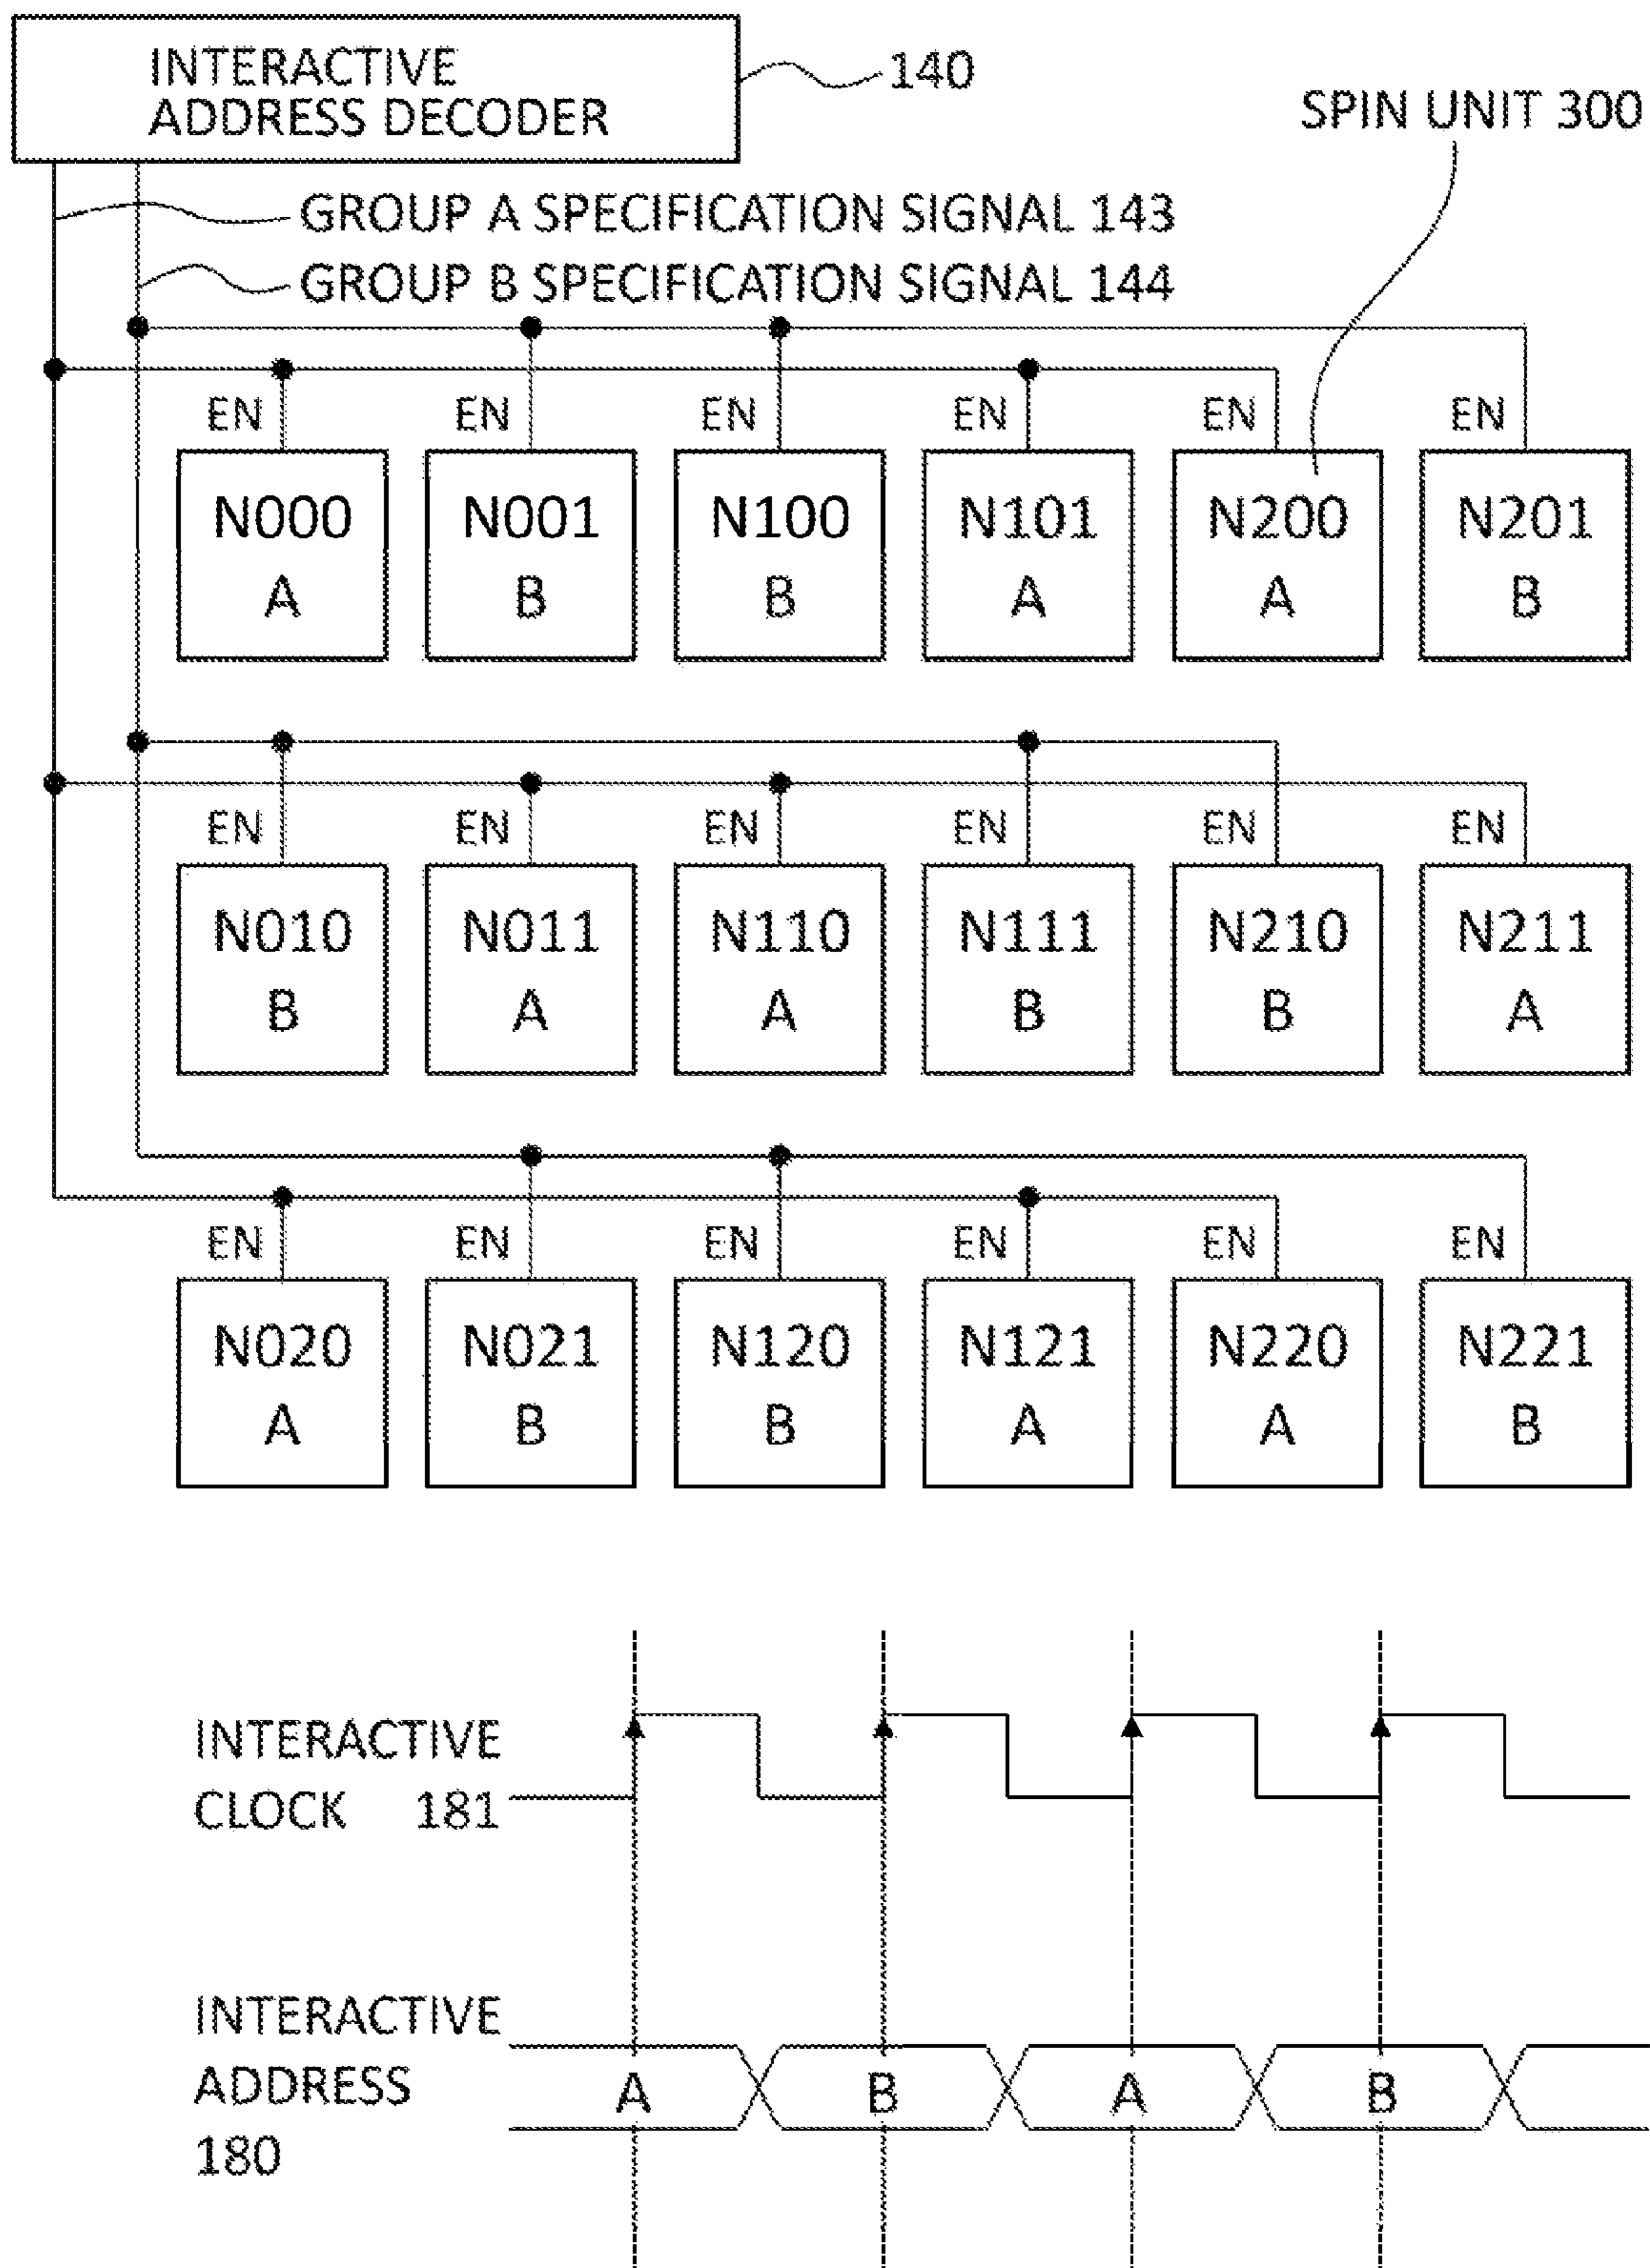 INTERACTIVE
ADDRESS DECODER
140
SPIN UNIT 300
GROUP A SPECIFICATION SIGNAL 143
GROUP B SPECIFICATION SIGNAL 144
EN EN EN EN EN EN
N000 N001 N100 N101 N200 N201
A B B A A B
EN EN EN EN EN EN
N010 N011 N110 N111 N210 N211
B A A B B A
EN EN EN EN EN EN
N020 N021 N120 N121 N220 N221
A B B A A B
INTERACTIVE
CLOCK 181
INTERACTIVE
ADDRESS
180
A B A B